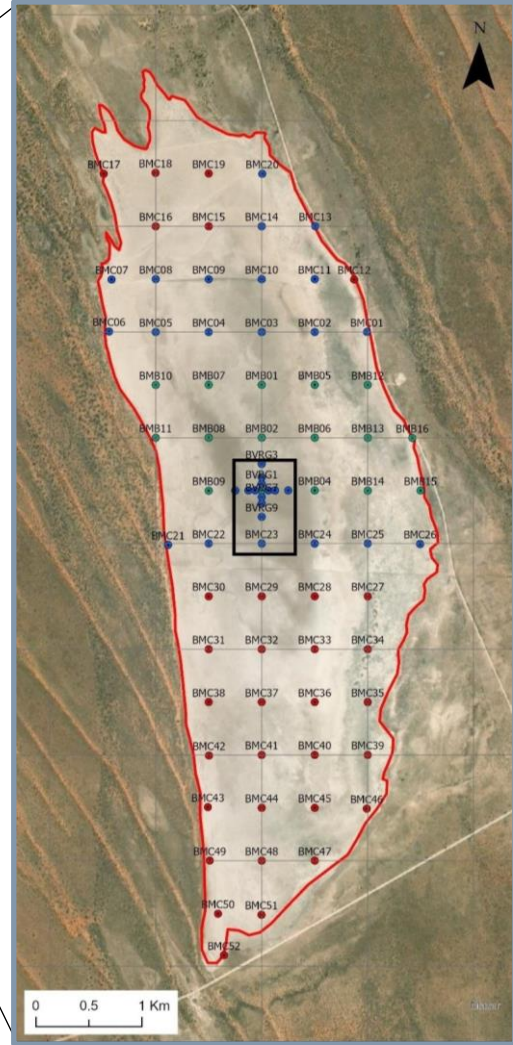 N
BMC17 BMC18 BMC19 BMC20
BMC16 BMC15 BMC14 BMC13
BMC07 BMC08 BMC09 BMC10 BMC11 BMC12
BMC06 BMC05 BMC04 BMC03 BMC02 BMC01
BMB10 BMB07 BMB01 BMB05 BMB12
BMB11 BMB08 BMB02 BMB06 BMB13 BMB16
BVRG3
BVRG1
BMB09 BMB04 BMB14 BMB15
BVRG9
BMC21 BMC22 BMC23 BMC24 BMC25 BMC26
BMC30 BMC29 BMC28 BMC27
BMC31 BMC32 BMC33 BMC34
BMC38 BMC37 BMC36 BMC35
BMC42 BMC41 BMC40 BMC39
BMC43 BMC44 BMC45 BMC46
BMC49 BMC48 BMC47
BMC50 BMC51
BMC52
0 0.5 1 Km